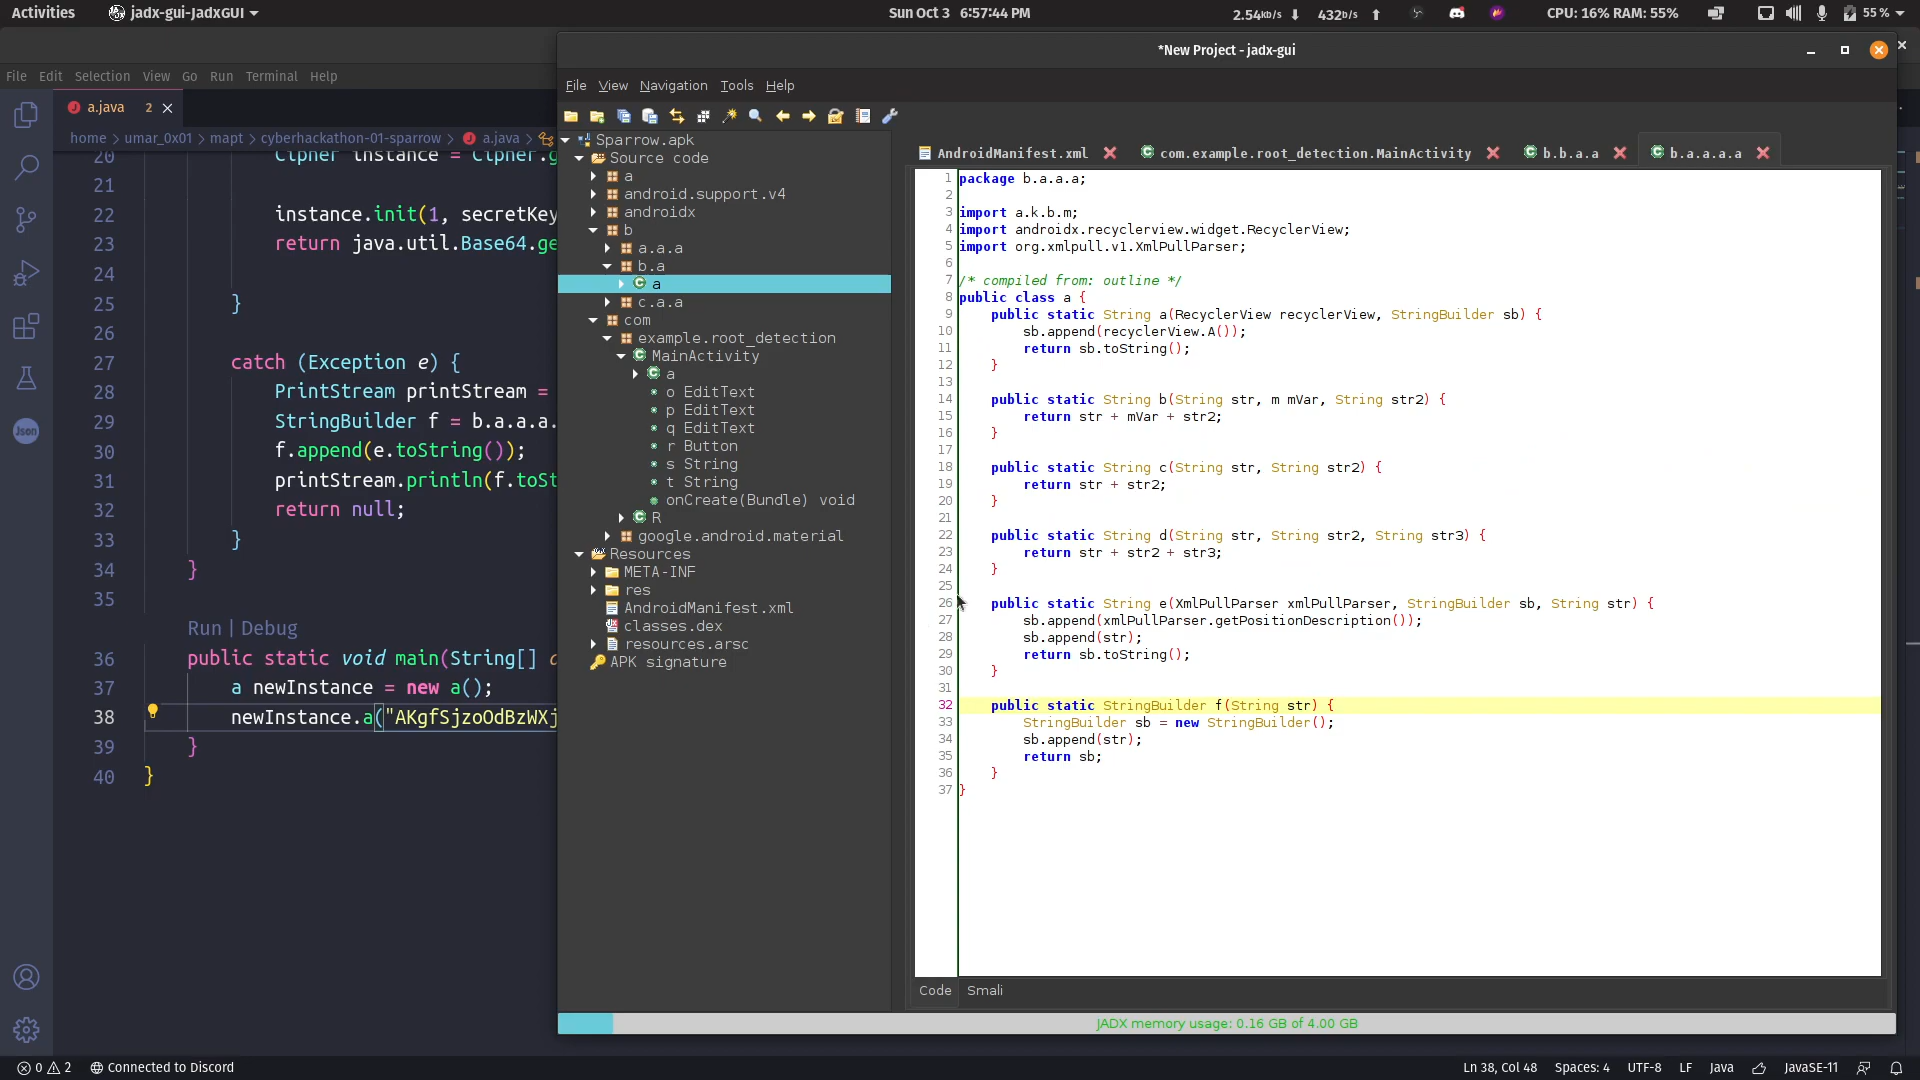 Activities
jadx-gui-JadxGUI
Sun Oct 3 6:57:44 PM
2.54kb/s
432b/s
CPU: 16% RAM: 55%
55 %
File Edit Selection View Go Run Terminal Help
a.java 2
home > umar_0x01 > mapt > cyberhackathon-01-sparrow > a.java >
20 Cipher instance = Cipher.g
21
22 instance.init(1, secretKey
23 return java.util.Base64.ge
24
25 }
26
27 catch (Exception e) {
28 PrintStream printStream =
29 StringBuilder f = b.a.a.a.
30 f.append(e.toString());
31 printStream.println(f.toSt
32 return null;
33 }
34 }
35
Run | Debug
36 public static void main(String[]
37 a newInstance = new a();
38 newInstance.a("AKgfSjzoOdBzWXj
39 }
40 }
Json
*New Project - jadx-gui
File View Navigation Tools Help
Sparrow.apk
Source code
a
android.support.v4
androidx
b
a.a.a
b.a
a
c.a.a
com
example.root_detection
MainActivity
a
o EditText
p EditText
q EditText
r Button
s String
t String
onCreate(Bundle) void
R
google.android.material
Resources
META-INF
res
AndroidManifest.xml
classes.dex
resources.arsc
APK signature
AndroidManifest.xml
com.example.root_detection.MainActivity
b.b.a.a
b.a.a.a.a
1 package b.a.a.a;
2
3 import a.k.b.m;
4 import androidx.recyclerview.widget.RecyclerView;
5 import org.xmlpull.v1.XmlPullParser;
6
7 /* compiled from: outline */
8 public class a {
9 public static String a(RecyclerView recyclerView, StringBuilder sb) {
10 sb.append(recyclerView.A());
11 return sb.toString();
12 }
13
14 public static String b(String str, m mVar, String str2) {
15 return str + mVar + str2;
16 }
17
18 public static String c(String str, String str2) {
19 return str + str2;
20 }
21
22 public static String d(String str, String str2, String str3) {
23 return str + str2 + str3;
24 }
25
26 public static String e(XmlPullParser xmlPullParser, StringBuilder sb, String str) {
27 sb.append(xmlPullParser.getPositionDescription());
28 sb.append(str);
29 return sb.toString();
30 }
31
32 public static StringBuilder f(String str) {
33 StringBuilder sb = new StringBuilder();
34 sb.append(str);
35 return sb;
36 }
37 }
Code Smali
JADX memory usage: 0.16 GB of 4.00 GB
0 2 Connected to Discord
Ln 38, Col 48 Spaces: 4 UTF-8 LF Java JavaSE-11